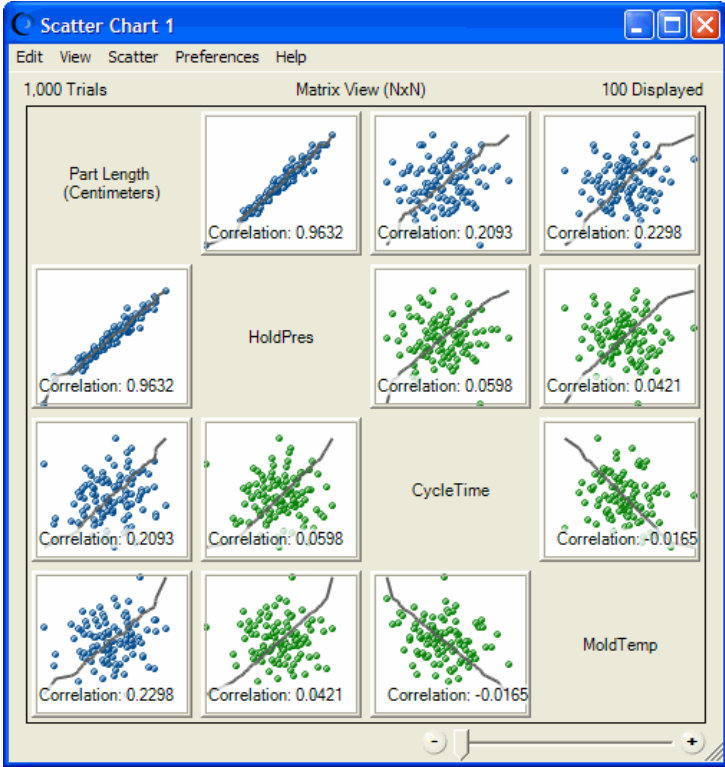 Scatter Chart 1
Edit View Scatter Preferences Help
1,000 Trials Matrix View (NxN) 100 Displayed
Part Length
(Centimeters)
Correlation: 0.9632
Correlation: 0.2093
Correlation: 0.2298
Correlation: 0.9632
HoldPres
Correlation: 0.0598
Correlation: 0.0421
Correlation: 0.2093
Correlation: 0.0598
CycleTime
Correlation: -0.0165
Correlation: 0.2298
Correlation: 0.0421
Correlation: -0.0165
MoldTemp
- +